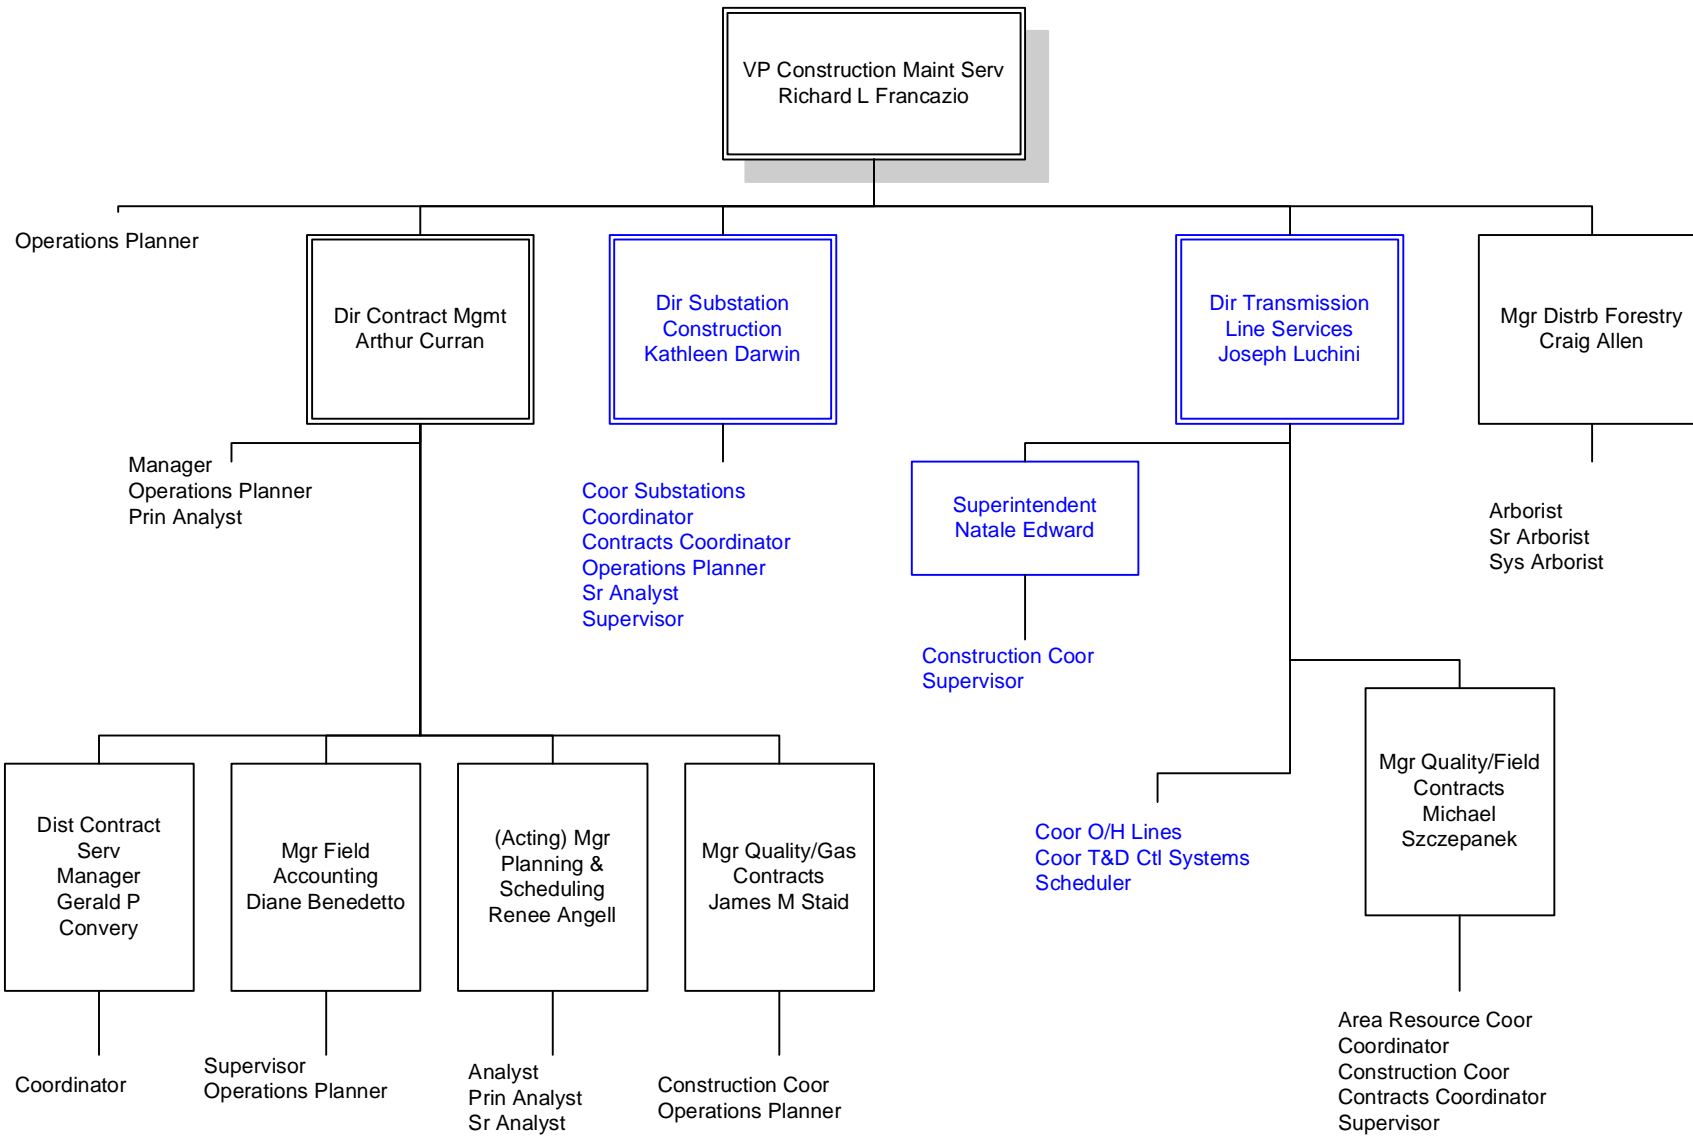 VP Construction Maint Serv
Richard L Francazio
Operations Planner
Dir Contract Mgmt
Arthur Curran
Dir Substation
Construction
Kathleen Darwin
Dir Transmission
Line Services
Joseph Luchini
Mgr Distrb Forestry
Craig Allen
Manager
Operations Planner
Prin Analyst
Coor Substations
Coordinator
Contracts Coordinator
Operations Planner
Sr Analyst
Supervisor
Superintendent
Natale Edward
Construction Coor
Supervisor
Arborist
Sr Arborist
Sys Arborist
Coor O/H Lines
Coor T&D Ctl Systems
Scheduler
Mgr Quality/Field
Contracts
Michael
Szczepanek
Area Resource Coor
Coordinator
Construction Coor
Contracts Coordinator
Supervisor
Dist Contract
Serv
Manager
Gerald P
Convery
Coordinator
Mgr Field
Accounting
Diane Benedetto
Supervisor
Operations Planner
(Acting) Mgr
Planning &
Scheduling
Renee Angell
Analyst
Prin Analyst
Sr Analyst
Mgr Quality/Gas
Contracts
James M Staid
Construction Coor
Operations Planner